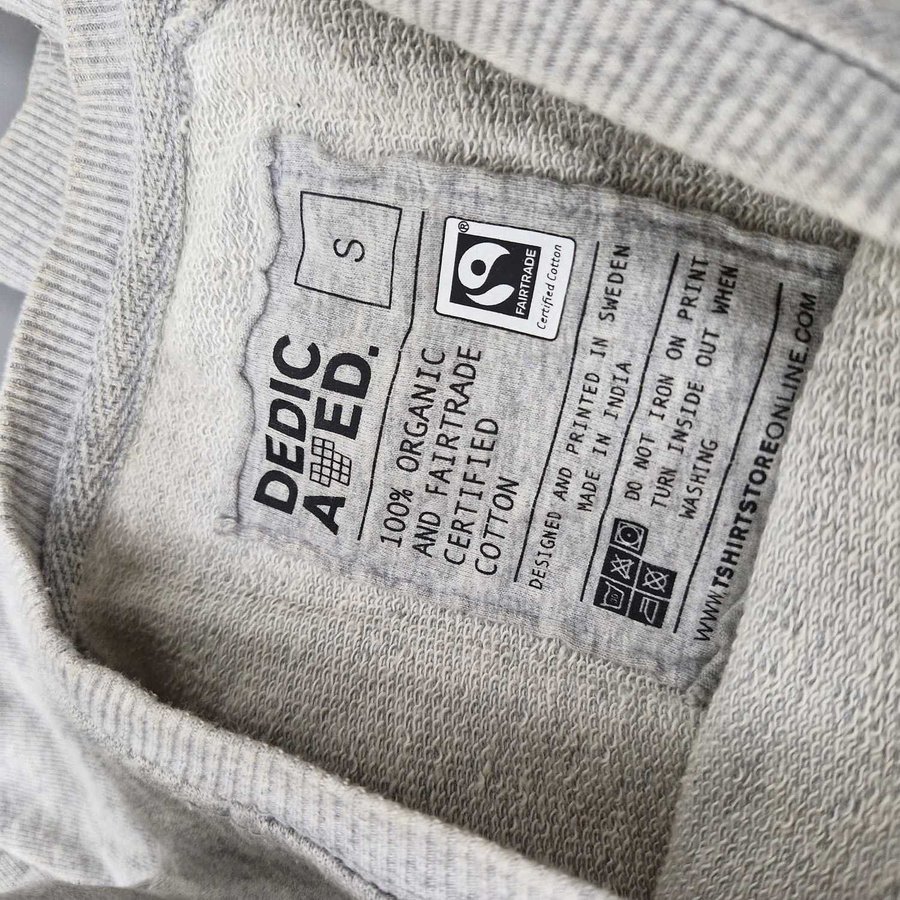 DEDIC
A ED.
S
100% ORGANIC
AND FAIRTRADE
CERTIFIED
COTTON
®
FAIRTRADE
Certified Cotton
DESIGNED AND PRINTED IN SWEDEN
MADE IN INDIA
DO NOT IRON ON PRINT
TURN INSIDE OUT WHEN
WASHING
WWW.TSHIRTSTOREONLINE.COM